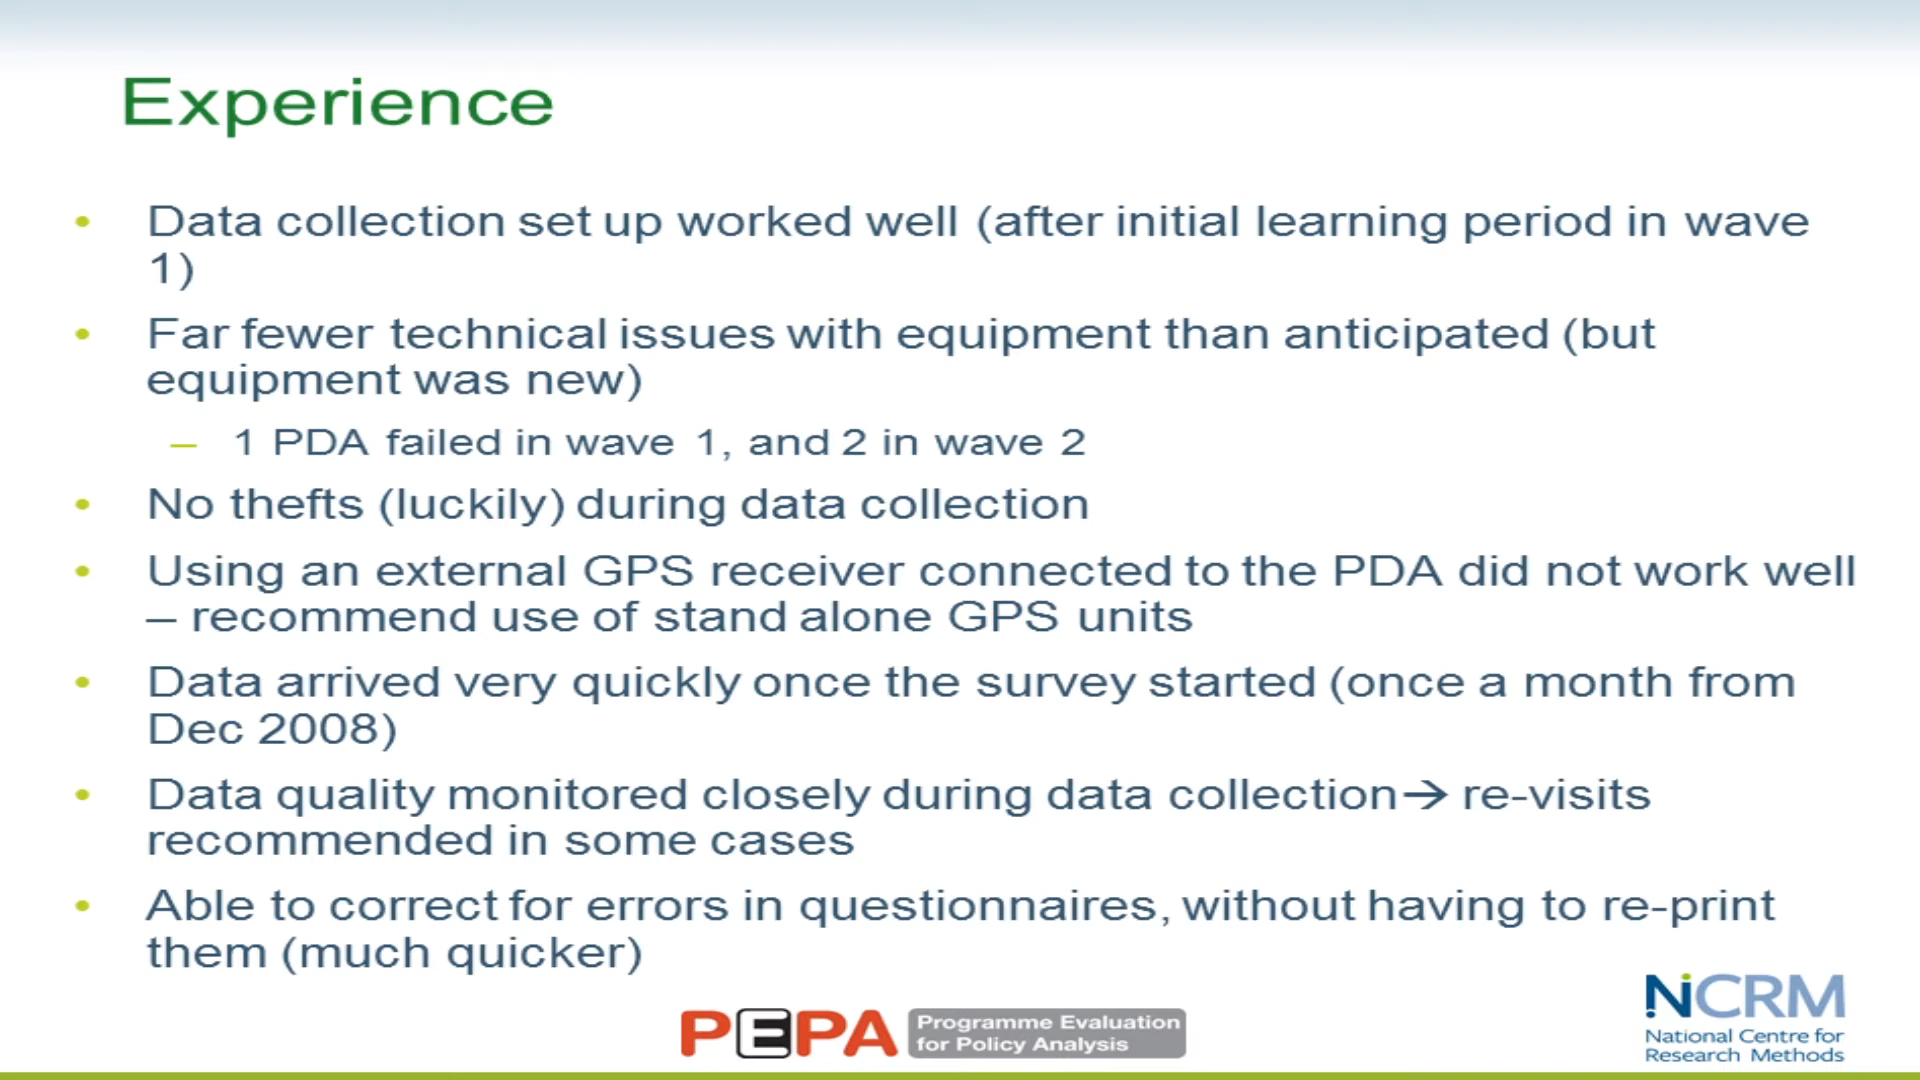 Experience
• Data collection set up worked well (after initial learning period in wave
1)
• Far fewer technical issues with equipment than anticipated (but
equipment was new)
– 1 PDA failed in wave 1, and 2 in wave 2
• No thefts (luckily) during data collection
• Using an external GPS receiver connected to the PDA did not work well
– recommend use of stand alone GPS units
• Data arrived very quickly once the survey started (once a month from
Dec 2008)
• Data quality monitored closely during data collection→ re-visits
recommended in some cases
• Able to correct for errors in questionnaires, without having to re-print
them (much quicker)
PEPA
Programme Evaluation
for Policy Analysis
NCRM
National Centre for
Research Methods